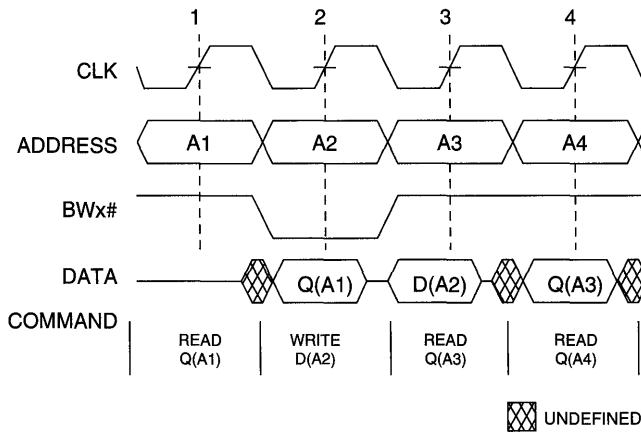 1 2 3 4
CLK
ADDRESS A1 A2 A3 A4
BWx#
DATA Q(A1) D(A2) Q(A3)
COMMAND
READ WRITE READ READ
Q(A1) D(A2) Q(A3) Q(A4)
UNDEFINED